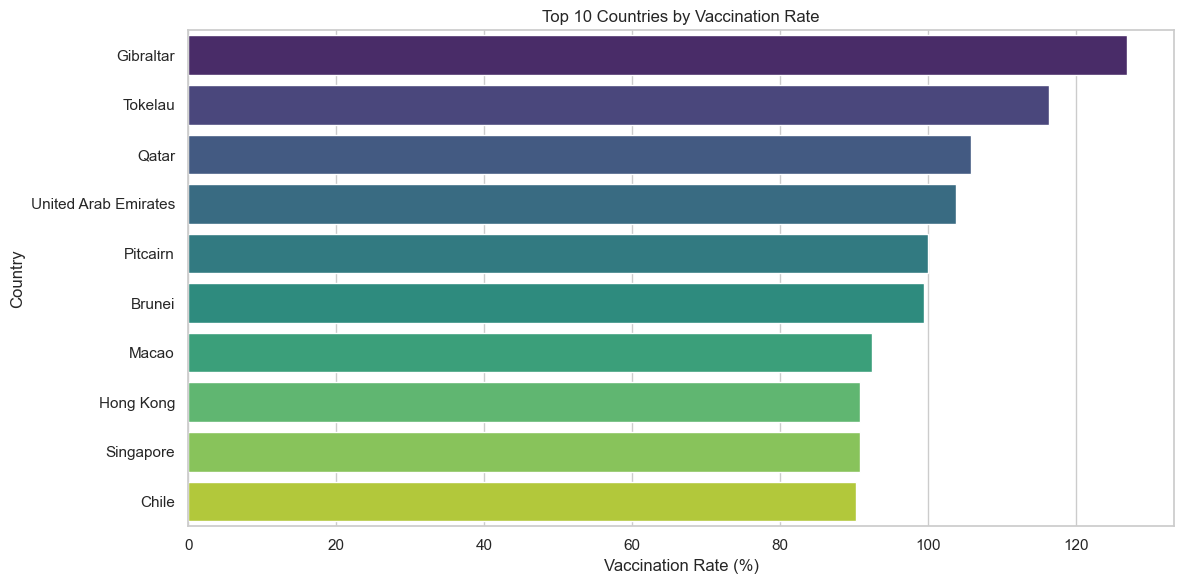 Top 10 Countries by Vaccination Rate
Country
Gibraltar
Tokelau
Qatar
United Arab Emirates
Pitcairn
Brunei
Macao
Hong Kong
Singapore
Chile
0 20 40 60 80 100 120
Vaccination Rate (%)